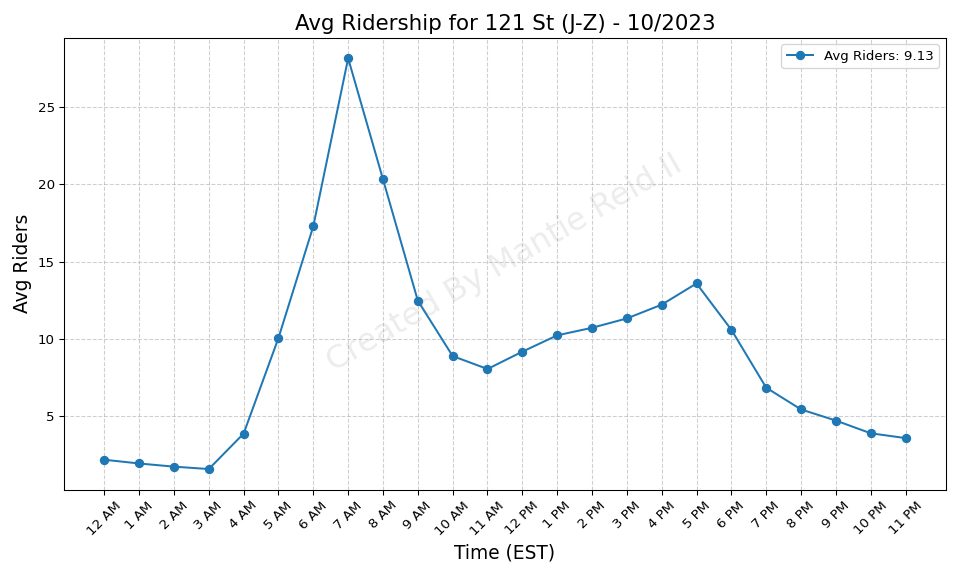 Avg Ridership for 121 St (J-Z) - 10/2023
Avg Riders: 9.13
Avg Riders
25
20
15
10
5
Created By Mantie Reid II
12 AM
1 AM
2 AM
3 AM
4 AM
5 AM
6 AM
7 AM
8 AM
9 AM
10 AM
11 AM
12 PM
1 PM
2 PM
3 PM
4 PM
5 PM
6 PM
7 PM
8 PM
9 PM
10 PM
11 PM
Time (EST)